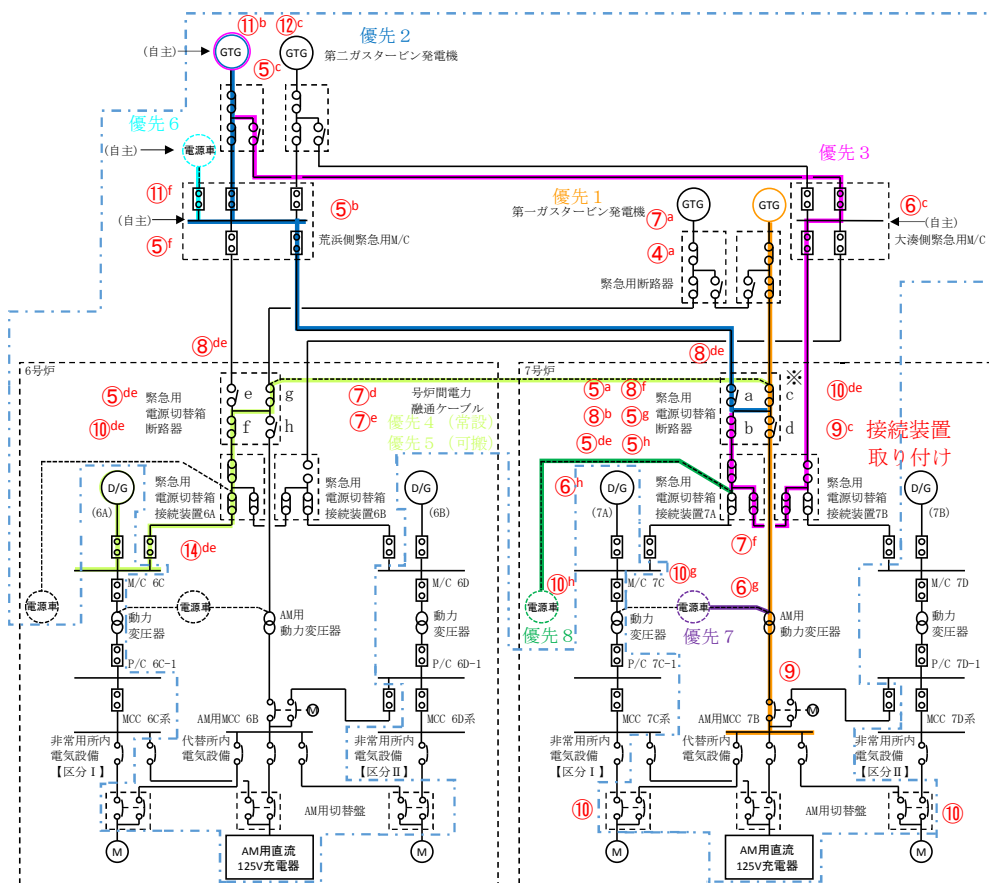 ⑪b
⑫c
優先2
(自主)
GTG
GTG
第二ガスタービン発電機
⑤c
優先6
(自主)
電源車
優先3
優先1
⑪f
(自主)
⑤b
第一ガスタービン発電機
⑦a
GTG
GTG
⑥c
(自主)
⑤f
荒浜側緊急用M/C
④a
大湊側緊急用M/C
緊急用断路器
⑧de
⑧de
6号炉
7号炉
※
⑤de
緊急用
電源切替箱
断路器
⑩de
e
g
f
h
⑦d
号炉間電力
融通ケーブル
⑦e
優先4（常設）
優先5（可搬）
⑤a
⑧f
緊急用
⑧b
⑤g
電源切替箱
断路器
⑤de
⑤h
a
c
b
d
⑩de
⑨c
接続装置
取り付け
D/G
(6A)
緊急用
電源切替箱
接続装置6A
緊急用
電源切替箱
接続装置6B
D/G
(6B)
⑥h
D/G
(7A)
緊急用
電源切替箱
接続装置7A
緊急用
電源切替箱
接続装置7B
D/G
(7B)
⑭de
⑦f
M/C 6C
M/C 6D
⑩h
M/C 7C
⑩g
⑥g
M/C 7D
電源車
電源車
動力
変圧器
AM用
動力変圧器
動力
変圧器
電源車
優先8
動力
変圧器
電源車
優先7
AM用
動力変圧器
動力
変圧器
P/C 6C-1
P/C 6D-1
P/C 7C-1
P/C 7D-1
⑨
MCC 6C系
AM用MCC 6B
M
MCC 6D系
MCC 7C系
AM用MCC 7B
M
MCC 7D系
非常用所内
電気設備
【区分Ⅰ】
代替所内
電気設備
非常用所内
電気設備
【区分Ⅱ】
非常用所内
電気設備
【区分Ⅰ】
代替所内
電気設備
非常用所内
電気設備
【区分Ⅱ】
AM用切替盤
⑩
AM用切替盤
⑩
M
AM用直流
125V充電器
M
M
AM用直流
125V充電器
M